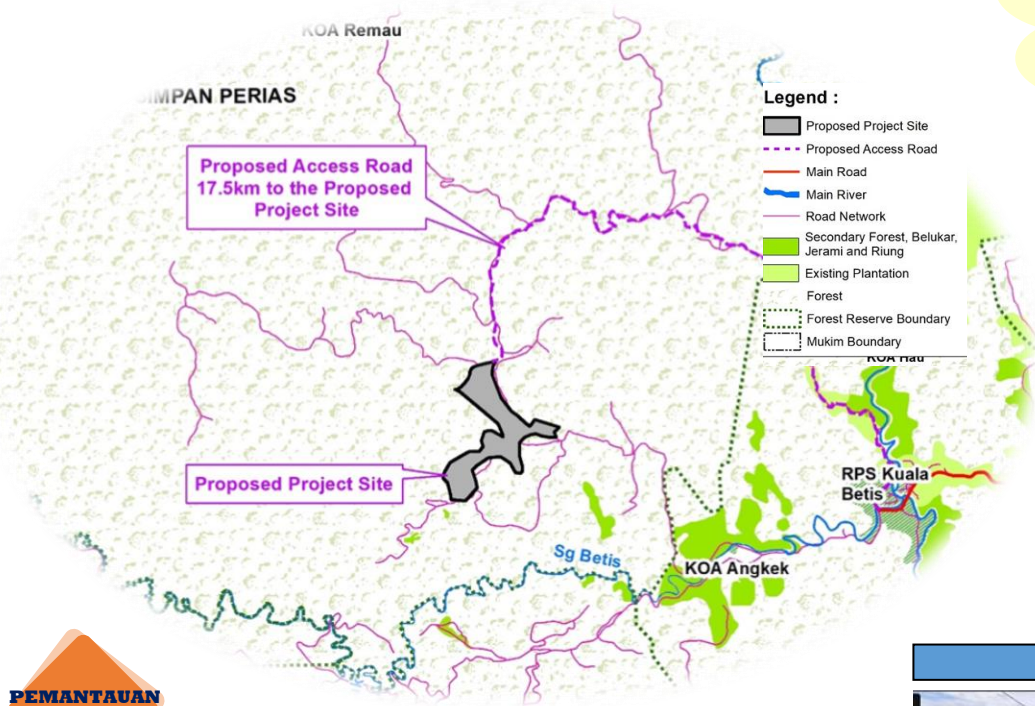 KOA Remau
SIMPAN PERIAS
Proposed Access Road
17.5km to the Proposed
Project Site
Legend :
Proposed Project Site
Proposed Access Road
Main Road
Main River
Road Network
Secondary Forest, Belukar,
Jerami and Riung
Existing Plantation
Forest
Forest Reserve Boundary
Mukim Boundary
KOA Hau
Proposed Project Site
RPS Kuala
Betis
Sg Betis
KOA Angkek
PEMANTAUAN